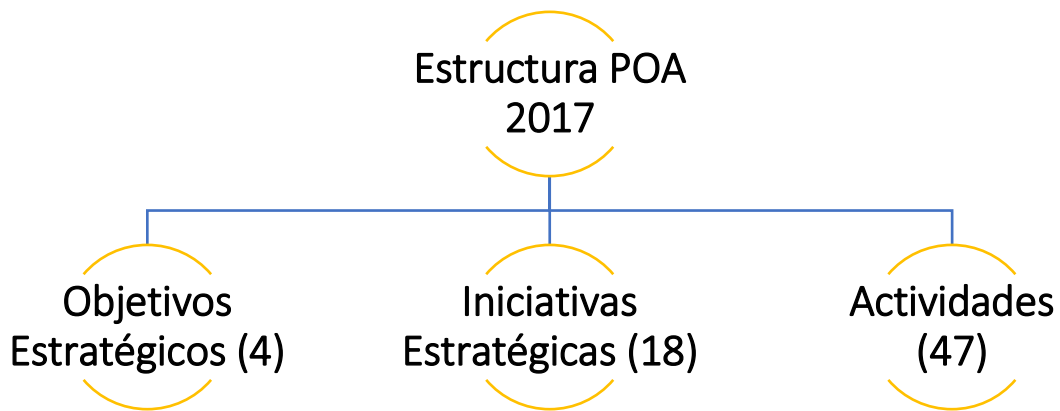 Estructura POA
2017
Objetivos
Estratégicos (4)
Iniciativas
Estratégicas (18)
Actividades
(47)